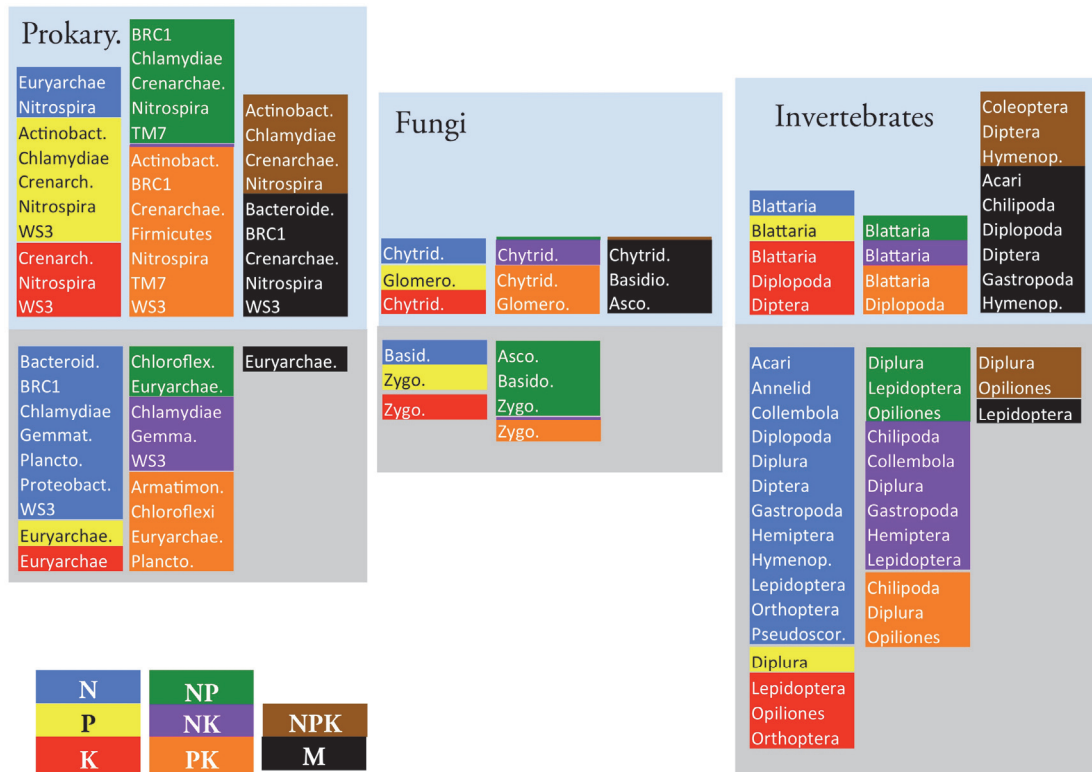 Prokary.
Euryarchae
Nitrospira
Actinobact.
Chlamydiae
Crenarch.
Nitrospira
WS3
Crenarch.
Nitrospira
WS3
BRC1
Chlamydiae
Crenarchae.
Nitrospira
TM7
Actinobact.
BRC1
Crenarchae.
Firmicutes
Nitrospira
TM7
WS3
Actinobact.
Chlamydiae
Crenarchae.
Nitrospira
Bacteroide.
BRC1
Crenarchae.
Nitrospira
WS3
Bacteroid.
BRC1
Chlamydiae
Gemmat.
Plancto.
Proteobact.
WS3
Euryarchae.
Euryarchae
Chloroflex.
Euryarchae.
Chlamydiae
Gemma.
WS3
Armatimon.
Chloroflexi
Euryarchae.
Plancto.
Euryarchae.
Fungi
Chytrid.
Glomero.
Chytrid.
Chytrid.
Chytrid.
Glomero.
Chytrid.
Basidio.
Asco.
Basid.
Zygo.
Zygo.
Asco.
Basido.
Zygo.
Zygo.
Invertebrates
Blattaria
Blattaria
Blattaria
Diplopoda
Diptera
Blattaria
Blattaria
Blattaria
Diplopoda
Coleoptera
Diptera
Hymenop.
Acari
Chilipoda
Diplopoda
Diptera
Gastropoda
Hymenop.
Acari
Annelid
Collembola
Diplopoda
Diplura
Diptera
Gastropoda
Hemiptera
Hymenop.
Lepidoptera
Orthoptera
Pseudoscor.
Diplura
Lepidoptera
Opiliones
Orthoptera
Diplura
Lepidoptera
Opiliones
Chilipoda
Collembola
Diplura
Gastropoda
Hemiptera
Lepidoptera
Chilipoda
Diplura
Opiliones
Diplura
Opiliones
Lepidoptera
N
NP
P
NK
NPK
K
PK
M